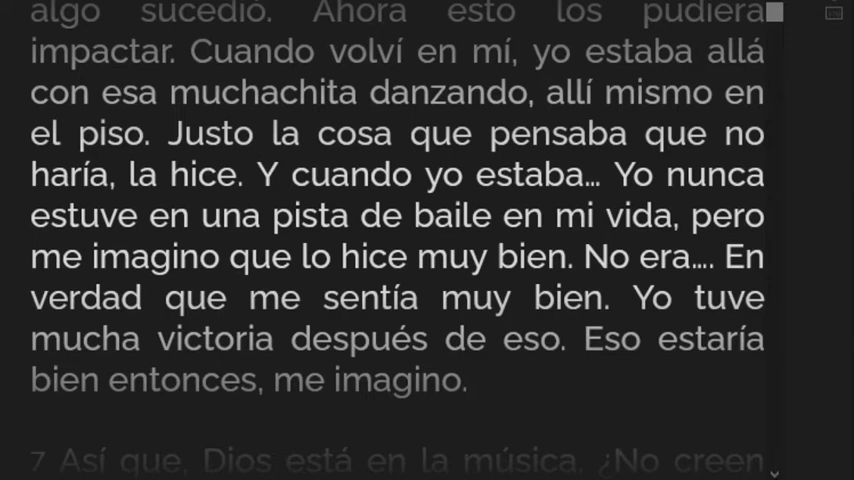 algo sucedió. Ahora esto los pudiera
impactar. Cuando volví en mí, yo estaba allá
con esa muchachita danzando, allí mismo en
el piso. Justo la cosa que pensaba que no
haría, la hice. Y cuando yo estaba... Yo nunca
estuve en una pista de baile en mi vida, pero
me imagino que lo hice muy bien. No era.... En
verdad que me sentía muy bien. Yo tuve
mucha victoria después de eso. Eso estaría
bien entonces, me imagino.
7 Así que, Dios está en la música. ¿No creen